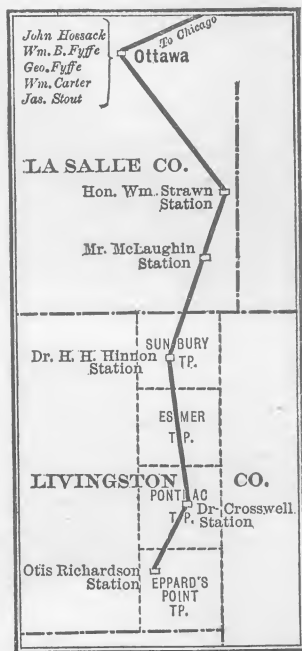 John Hossack
Wm. B. Fyffe
Geo. Fyffe
Wm. Carter
Jas. Stout
To Chicago
Ottawa
LA SALLE CO.
Hon. Wm. Strawn
Station
Mr. McLaughin
Station
SUNBURY
TP.
Dr. H. H. Hinnon
Station
ESMER
TP.
LIVINGSTON CO.
PONTIAC
TP.
Dr. Croswell
Station
Otis Richardson
Station
EPPARD'S
POINT
TP.